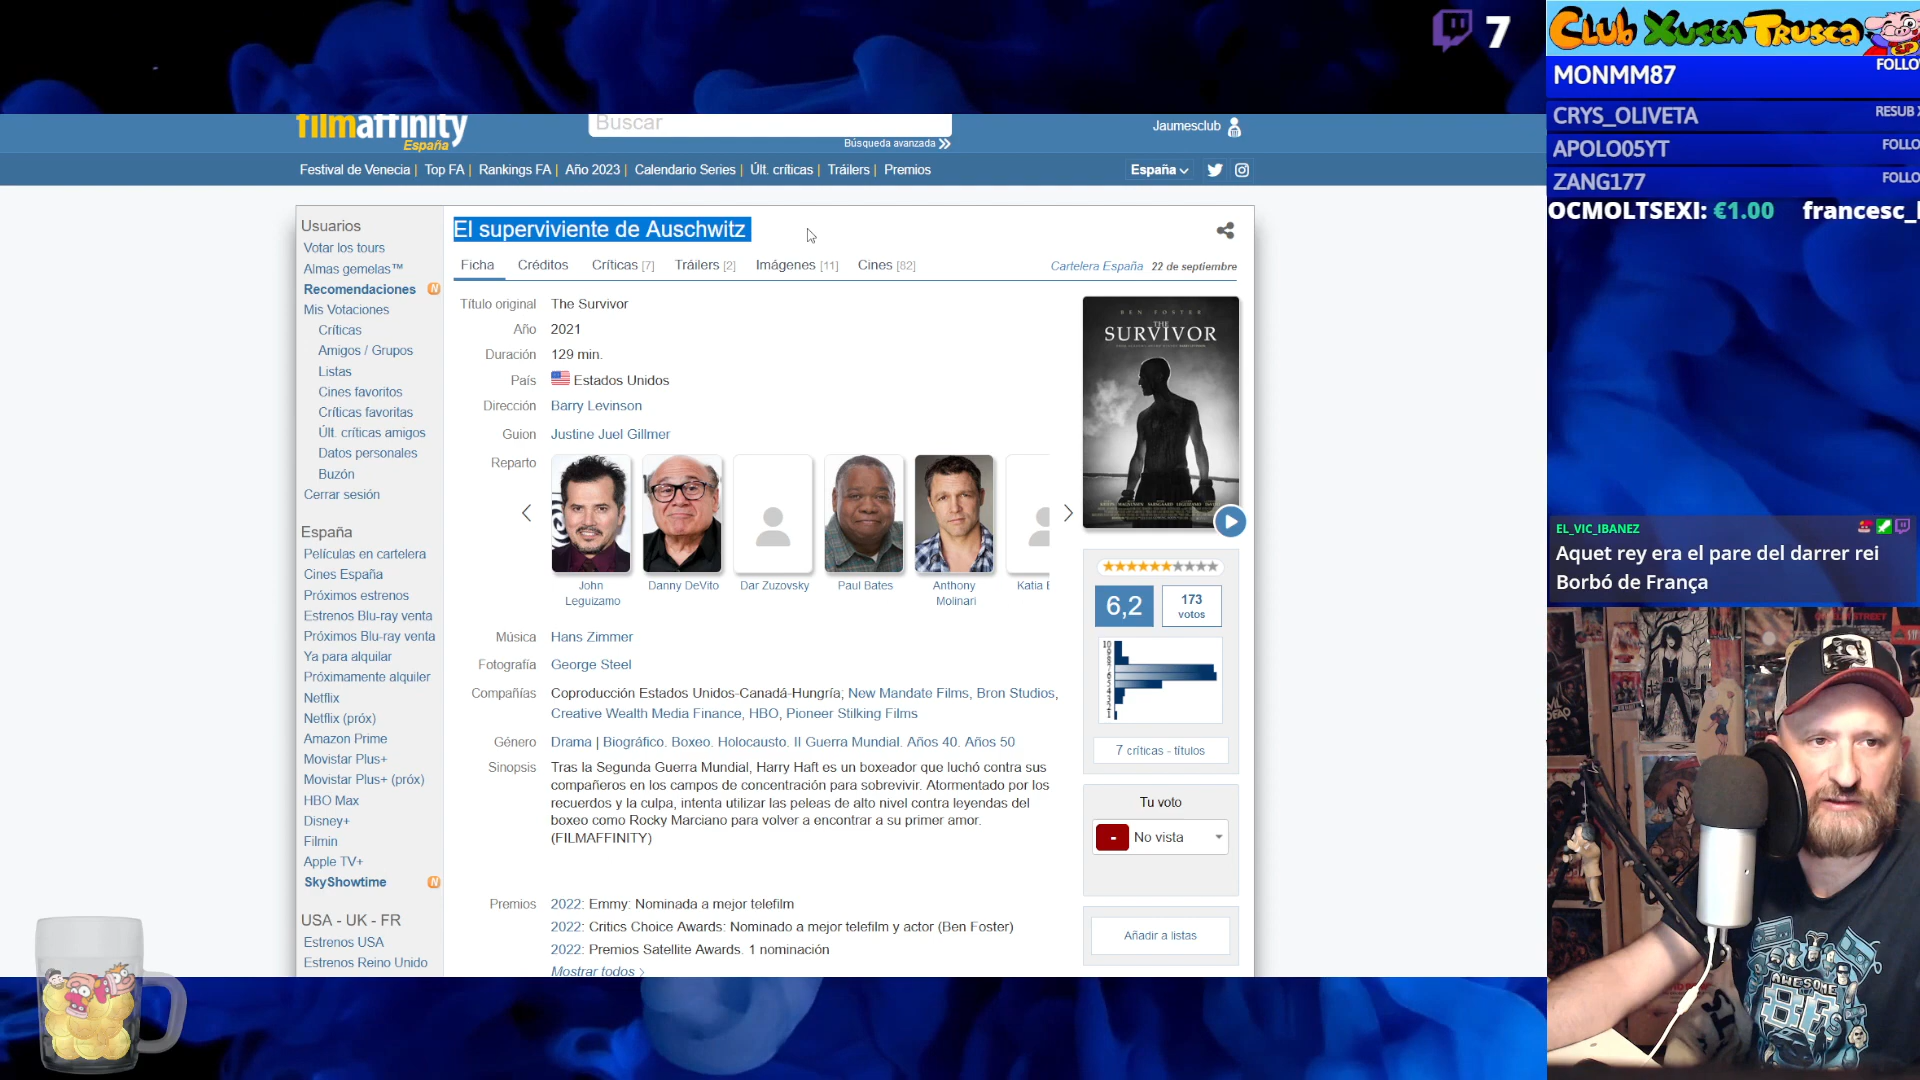 7
Club Xusca Trusca
MONMM87 FOLLO
CRYS_OLIVETA RESUB
APOLO05YT FOLLO
ZANG177 FOLLO
OCMOLTSEXI: €1.00 francesc_
filmaffinity
España
Buscar
Búsqueda avanzada
Jaumesclub
Festival de Venecia | Top FA | Rankings FA | Año 2023 | Calendario Series | Últ. críticas | Tráilers | Premios
España
Usuarios
Votar los tours
Almas gemelas™
Recomendaciones N
Mis Votaciones
Críticas
Amigos / Grupos
Listas
Cines favoritos
Críticas favoritas
Últ. críticas amigos
Datos personales
Buzón
Cerrar sesión
España
Películas en cartelera
Cines España
Próximos estrenos
Estrenos Blu-ray venta
Próximos Blu-ray venta
Ya para alquilar
Próximamente alquiler
Netflix
Netflix (próx)
Amazon Prime
Movistar Plus+
Movistar Plus+ (próx)
HBO Max
Disney+
Filmin
Apple TV+
SkyShowtime N
USA - UK - FR
Estrenos USA
Estrenos Reino Unido
El superviviente de Auschwitz
Ficha Créditos Críticas [7] Tráilers [2] Imágenes [11] Cines [82]
Cartelera España 22 de septiembre
Título original The Survivor
Año 2021
Duración 129 min.
País Estados Unidos
Dirección Barry Levinson
Guion Justine Juel Gillmer
Reparto
John Leguizamo
Danny DeVito
Dar Zuzovsky
Paul Bates
Anthony Molinari
Katia
Música Hans Zimmer
Fotografía George Steel
Compañías Coproducción Estados Unidos-Canadá-Hungría; New Mandate Films, Bron Studios,
Creative Wealth Media Finance, HBO, Pioneer Stilking Films
Género Drama | Biográfico. Boxeo. Holocausto. II Guerra Mundial. Años 40. Años 50
Sinopsis Tras la Segunda Guerra Mundial, Harry Haft es un boxeador que luchó contra sus
compañeros en los campos de concentración para sobrevivir. Atormentado por los
recuerdos y la culpa, intenta utilizar las peleas de alto nivel contra leyendas del
boxeo como Rocky Marciano para volver a encontrar a su primer amor.
(FILMAFFINITY)
Premios 2022: Emmy: Nominada a mejor telefilm
2022: Critics Choice Awards: Nominado a mejor telefilm y actor (Ben Foster)
2022: Premios Satellite Awards. 1 nominación
Mostrar todos
BEN FOSTER
THE
SURVIVOR
6,2
173
votos
7 críticas - títulos
Tu voto
- No vista
Añadir a listas
EL_VIC_IBANEZ
Aquet rey era el pare del darrer rei
Borbó de França
AWESOME